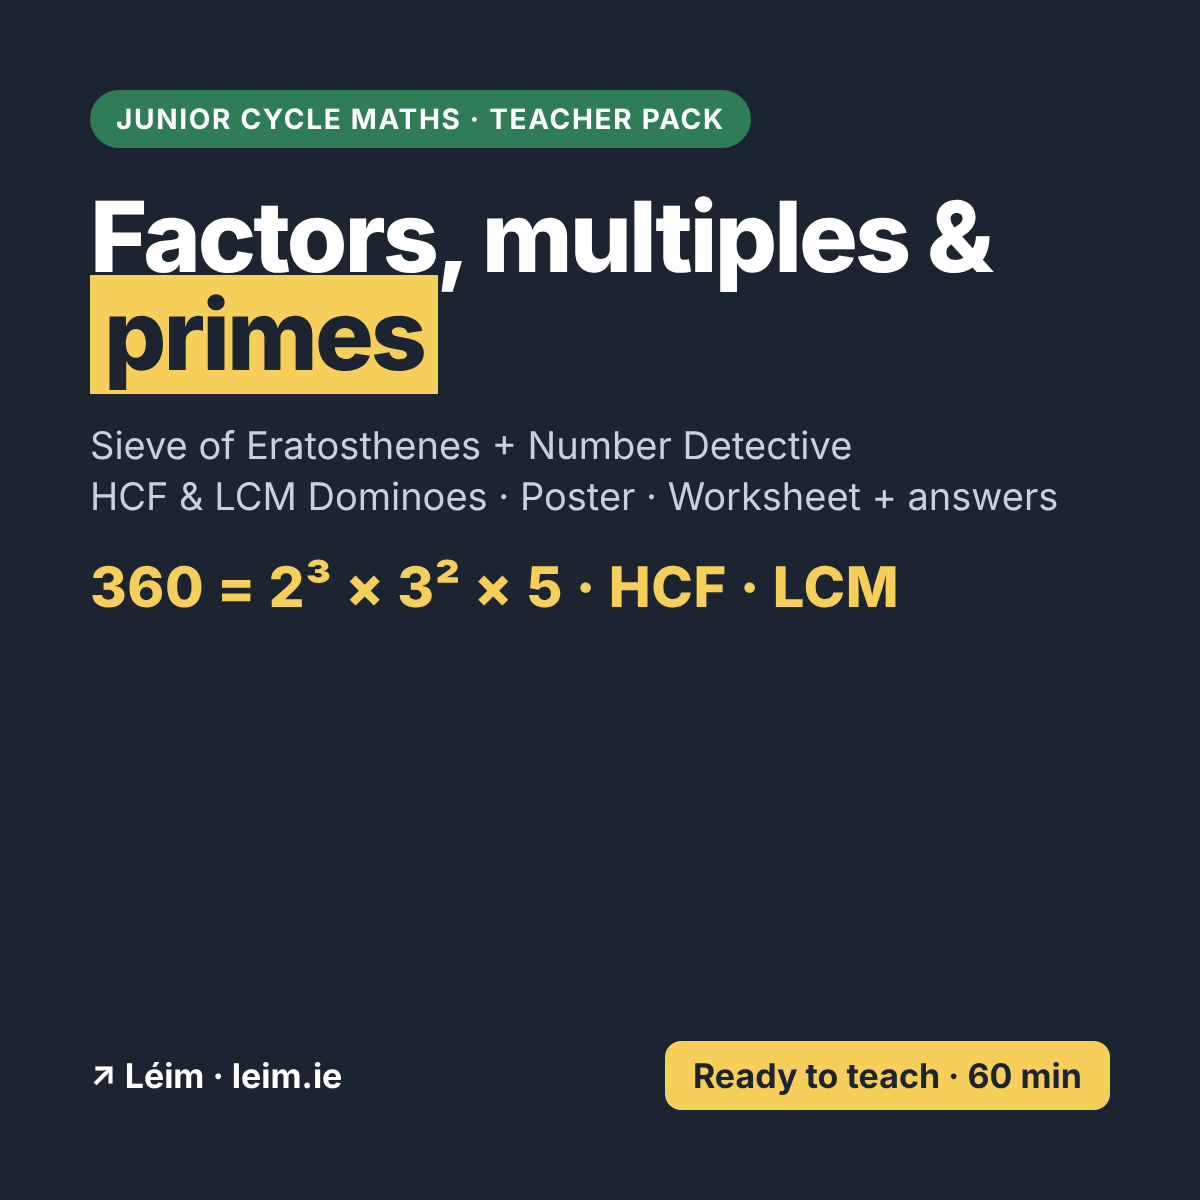 JUNIOR CYCLE MATHS · TEACHER PACK
Factors, multiples &
primes
Sieve of Eratosthenes + Number Detective
HCF & LCM Dominoes · Poster · Worksheet + answers
360 = 2³ × 3² × 5 · HCF · LCM
↗ Léim · leim.ie
Ready to teach · 60 min